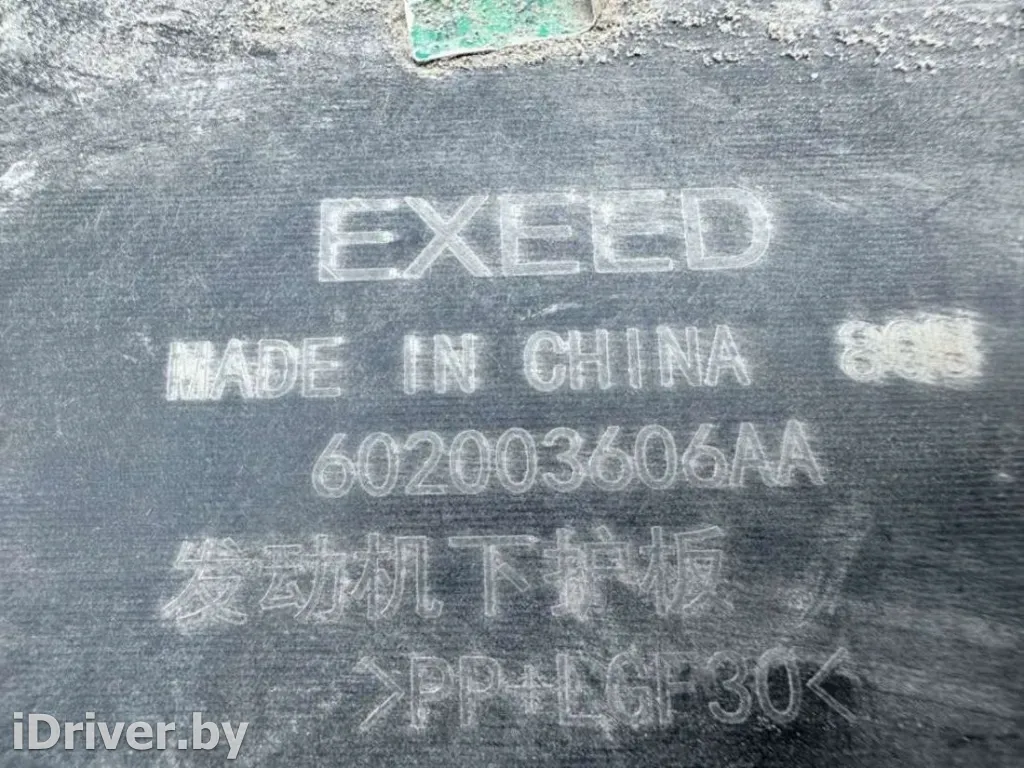 EXEED
MADE IN CHINA
602003606AA
发动机下护板
>PP+LGF30<
iDriver.by